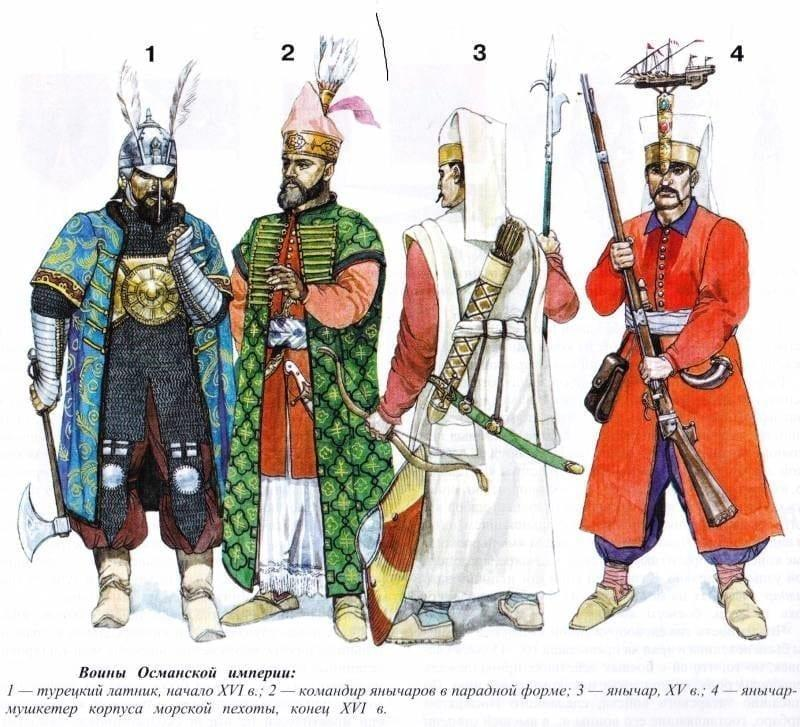 1 2 3 4
Воины Османской империи:
1 — турецкий латник, начало XVI в.; 2 — командир янычаров в парадной форме; 3 — янычар, XV в.; 4 — янычар-
мушкетер корпуса морской пехоты, конец XVI в.